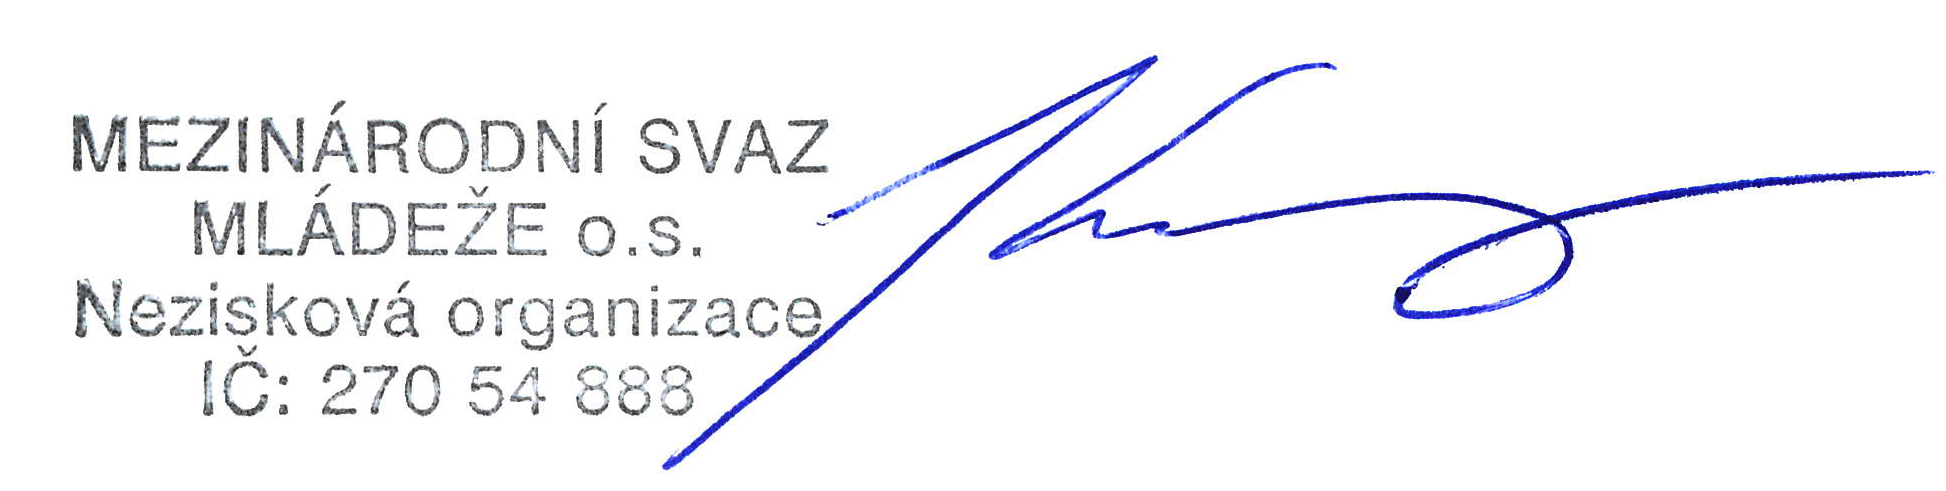 MEZINÁRODNÍ SVAZ
MLÁDEŽE o.s.
Nezisková organizace
IČ: 270 54 888